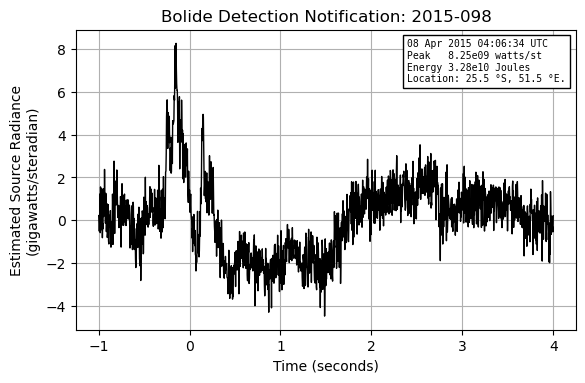 Bolide Detection Notification: 2015-098
08 Apr 2015 04:06:34 UTC
Peak   8.25e09 watts/st
Energy 3.28e10 Joules
Location: 25.5 °S, 51.5 °E.
Estimated Source Radiance
(gigawatts/steradian)
8
6
4
2
0
−2
−4
−1 0 1 2 3 4
Time (seconds)